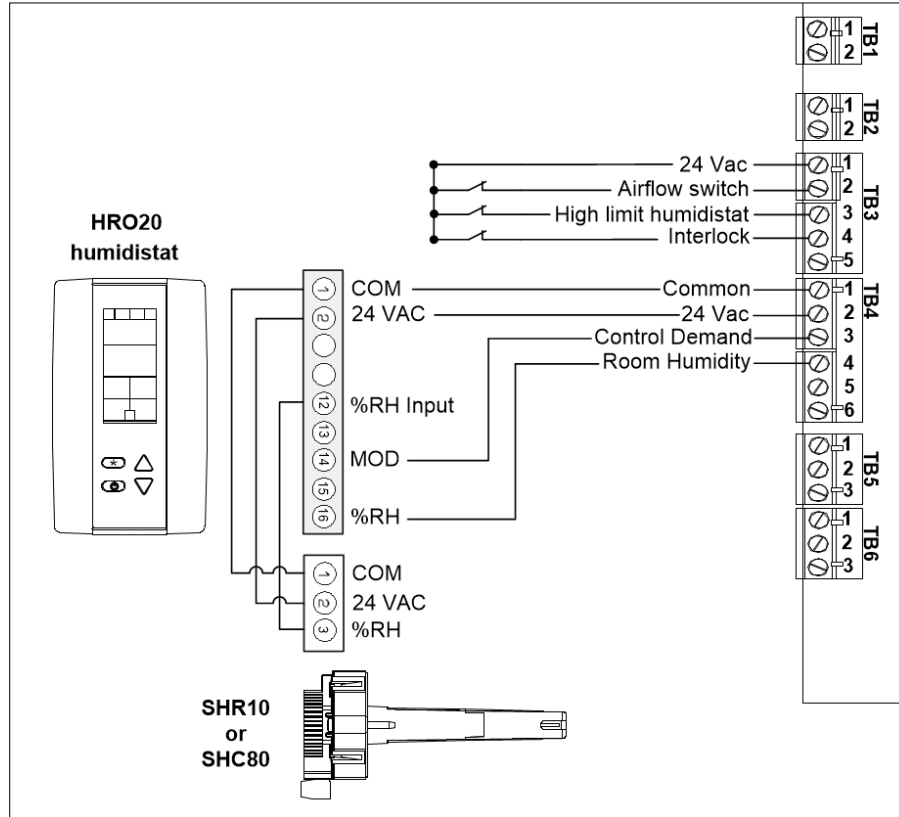 1
2
TB1
1
2
TB2
24 Vac
1
Airflow switch
2
High limit humidistat
3
Interlock
4
5
TB3
HRO20
humidistat
1
COM
Common
1
2
24 VAC
24 Vac
2
Control Demand
3
Room Humidity
4
5
6
TB4
12
%RH Input
13
14
MOD
15
16
%RH
1
2
3
TB5
1
2
3
TB6
1
COM
2
24 VAC
3
%RH
SHR10
or
SHC80